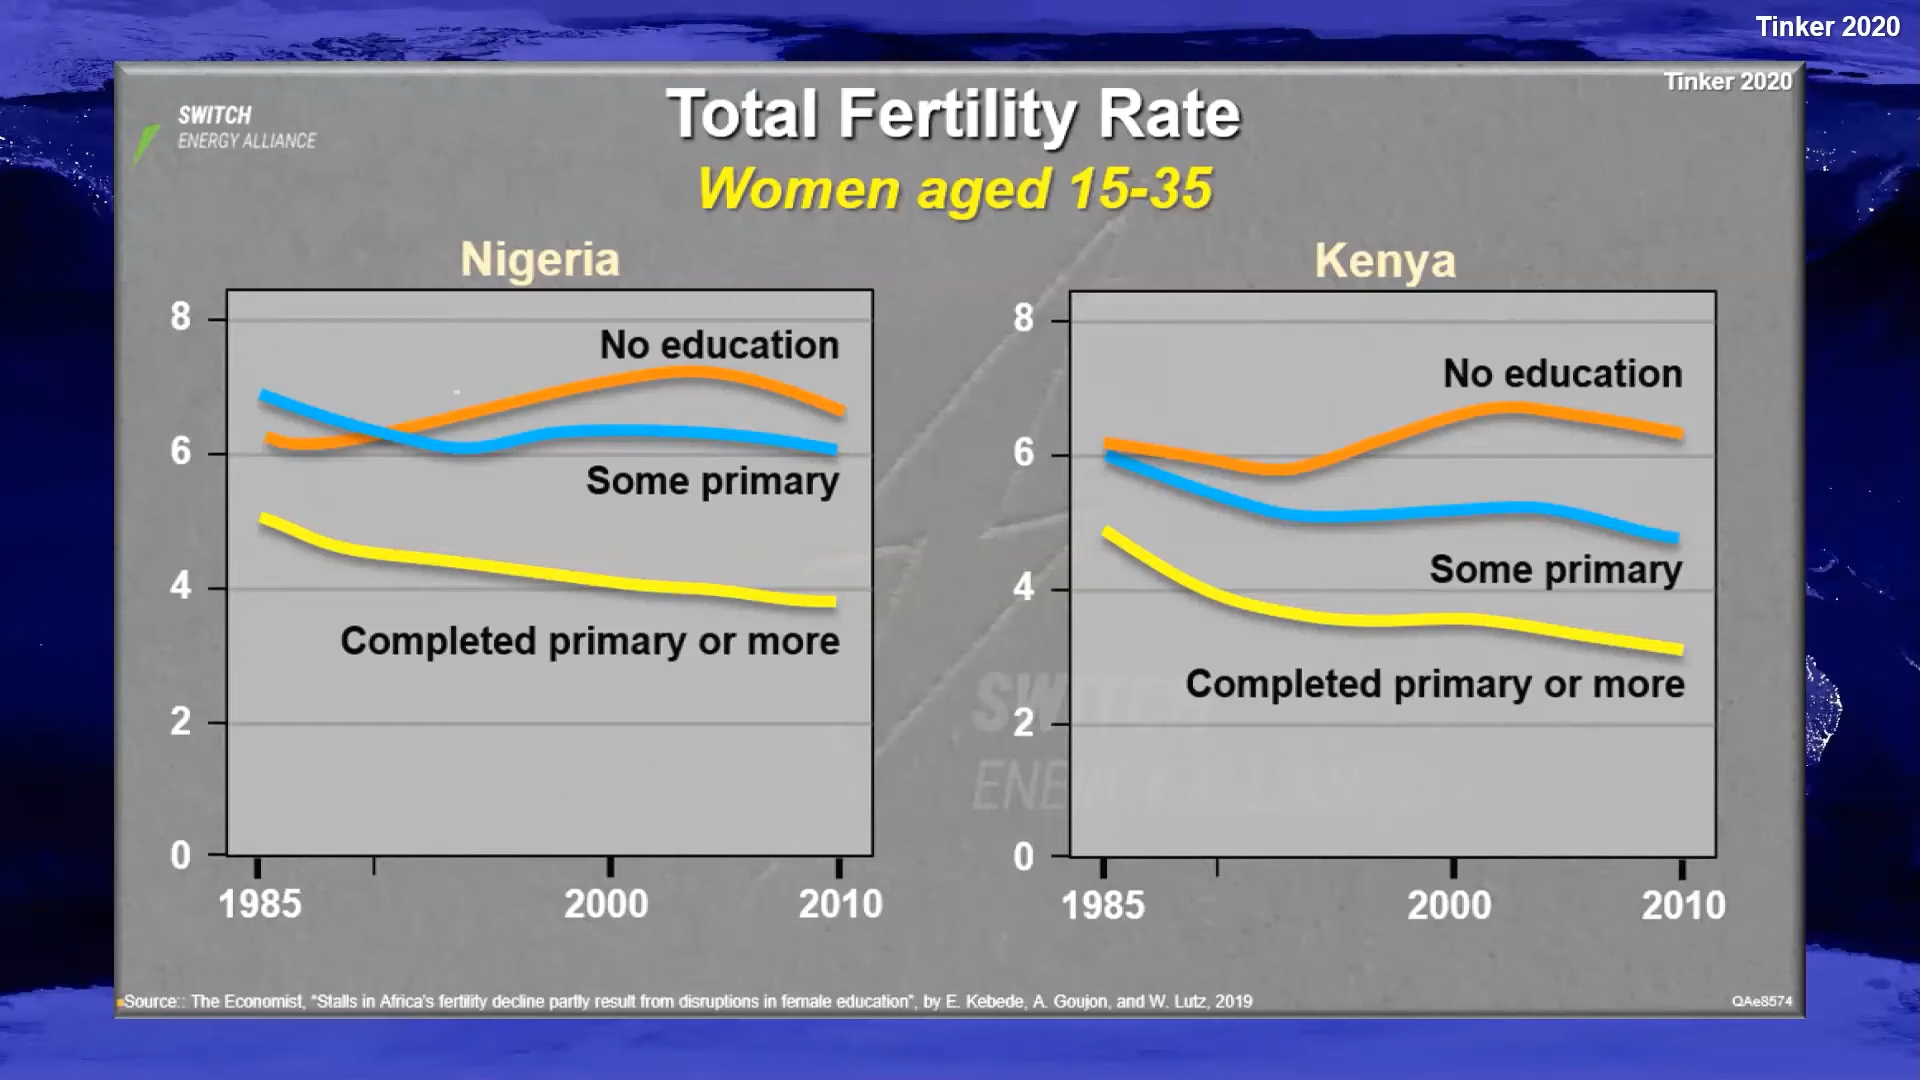 Tinker 2020
Tinker 2020
SWITCH
ENERGY ALLIANCE
Total Fertility Rate
Women aged 15-35
Nigeria
8
6
4
2
0
No education
Some primary
Completed primary or more
1985
2000
2010
Kenya
8
6
4
2
0
No education
Some primary
Completed primary or more
1985
2000
2010
SWITCH
ENERGY ALLIANCE
Source:: The Economist, “Stalls in Africa’s fertility decline partly result from disruptions in female education”, by E. Kebede, A. Goujon, and W. Lutz, 2019
QAe8574